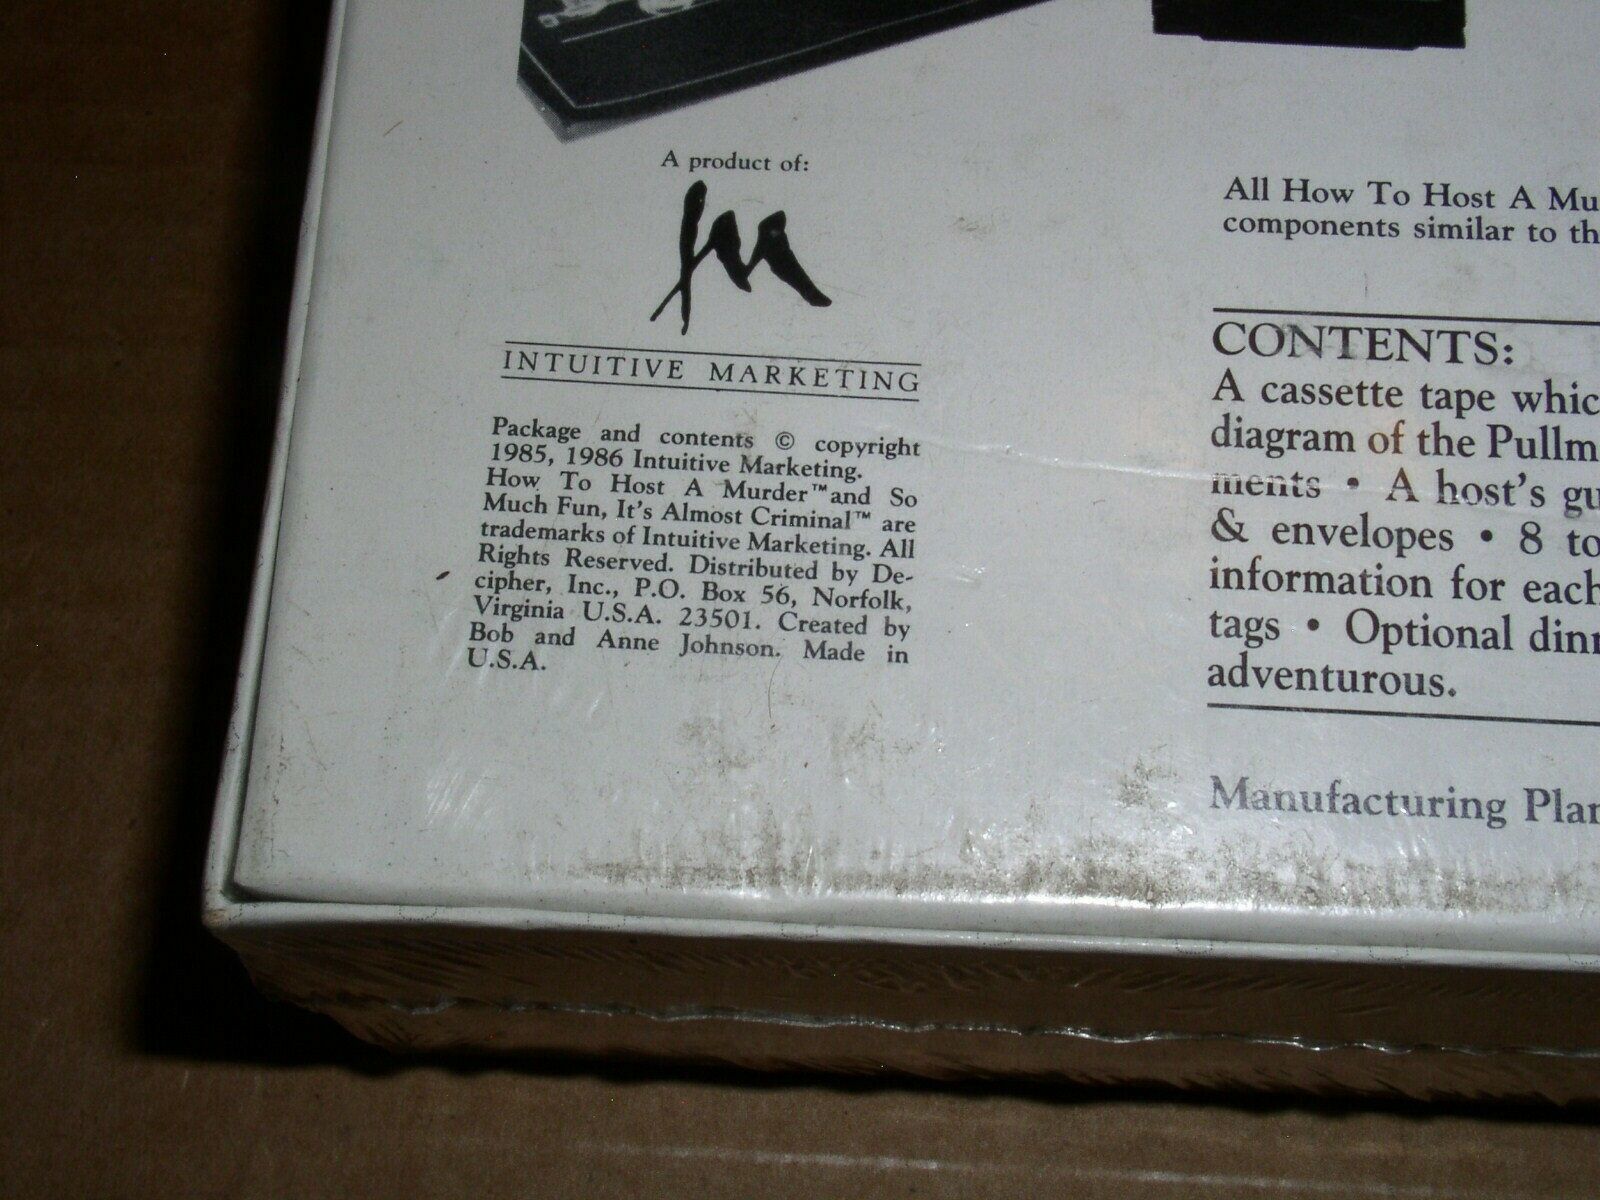 A product of:
INTUITIVE MARKETING
Package and contents © copyright
1985, 1986 Intuitive Marketing.
How To Host A Murder™and So
Much Fun, It's Almost Criminal™ are
trademarks of Intuitive Marketing. All
Rights Reserved. Distributed by De-
cipher, Inc., P.O. Box 56, Norfolk,
Virginia U.S.A. 23501. Created by
Bob and Anne Johnson. Made in
U.S.A.
All How To Host A Mu
components similar to th
CONTENTS:
A cassette tape whic
diagram of the Pullm
ments • A host's gu
& envelopes • 8 to
information for each
tags • Optional din
adventurous.
Manufacturing Plan